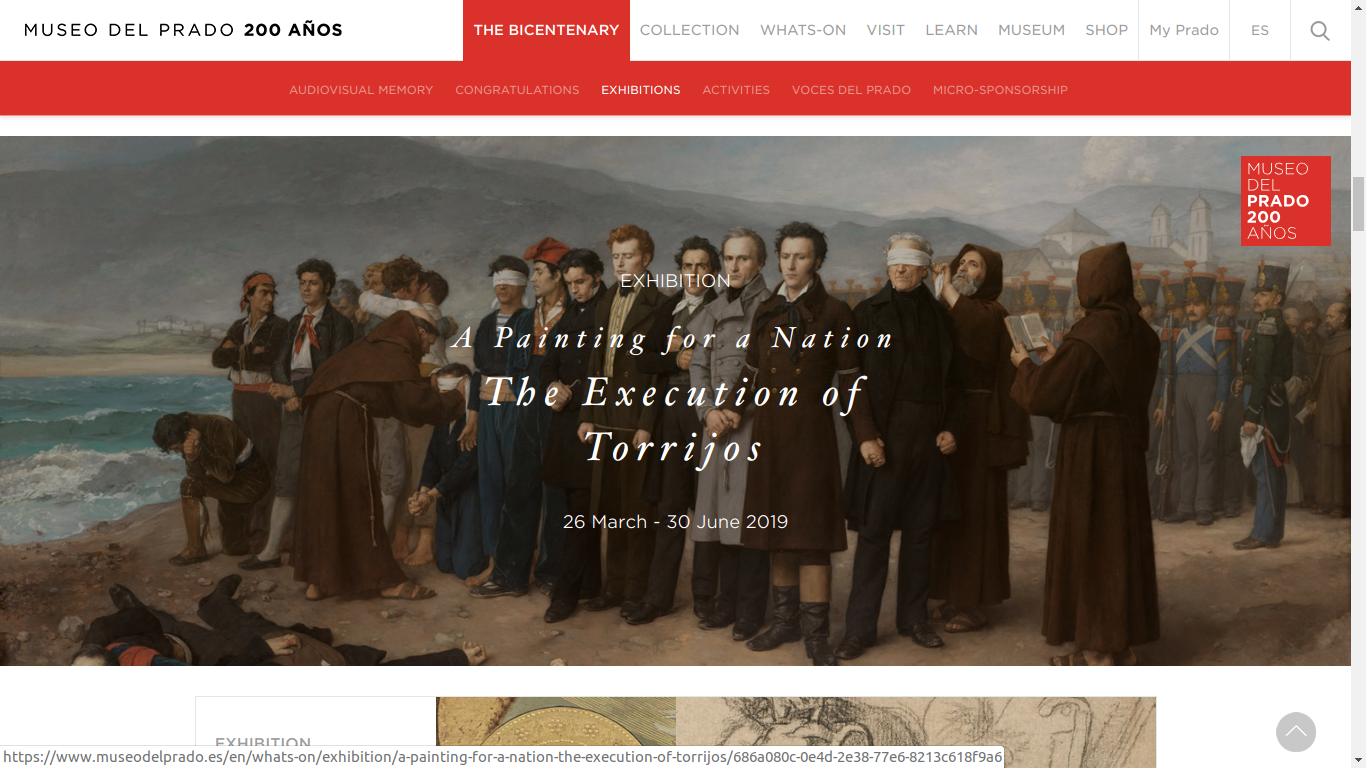 MUSEO DEL PRADO 200 AÑOS
THE BICENTENARY COLLECTION WHATS-ON VISIT LEARN MUSEUM SHOP My Prado ES
AUDIOVISUAL MEMORY CONGRATULATIONS EXHIBITIONS ACTIVITIES VOCES DEL PRADO MICRO-SPONSORSHIP
MUSEO
DEL
PRADO
200
AÑOS
EXHIBITION
A Painting for a Nation
The Execution of
Torrijos
26 March - 30 June 2019
EXHIBITION
https://www.museodelprado.es/en/whats-on/exhibition/a-painting-for-a-nation-the-execution-of-torrijos/686a080c-0e4d-2e38-77e6-8213c618f9a6